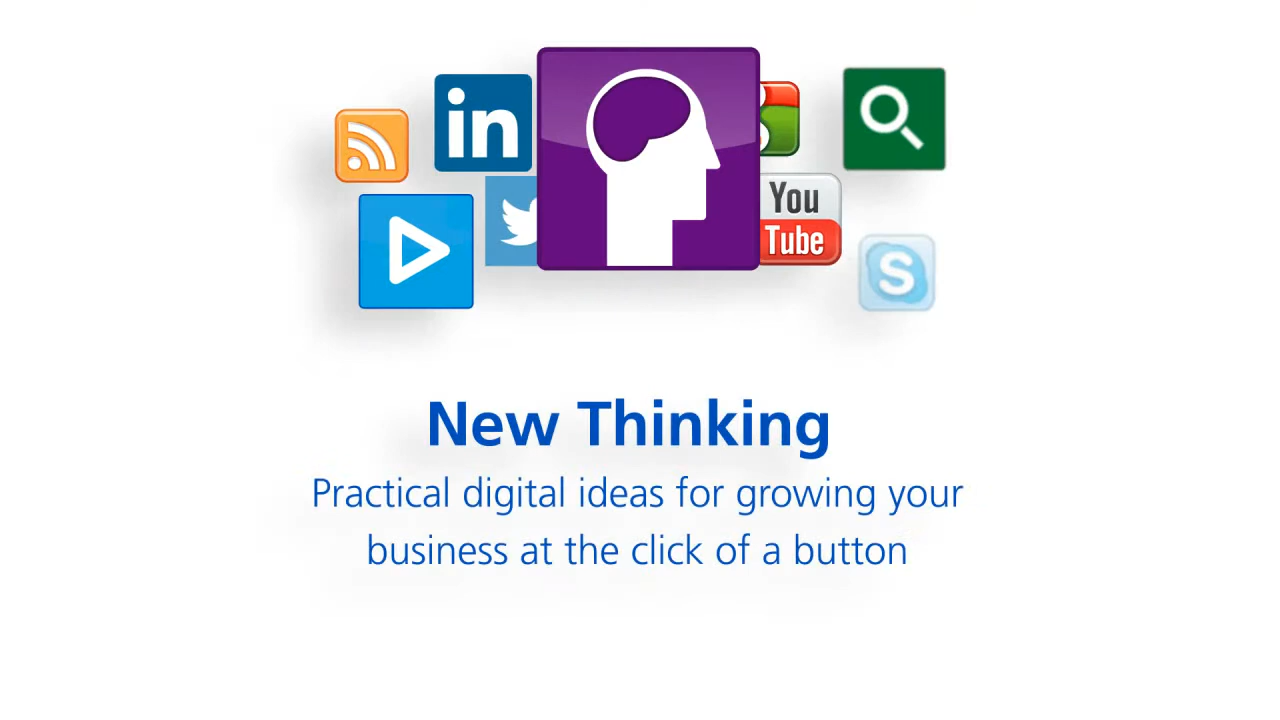 in
You
Tube
S
New Thinking
Practical digital ideas for growing your
business at the click of a button